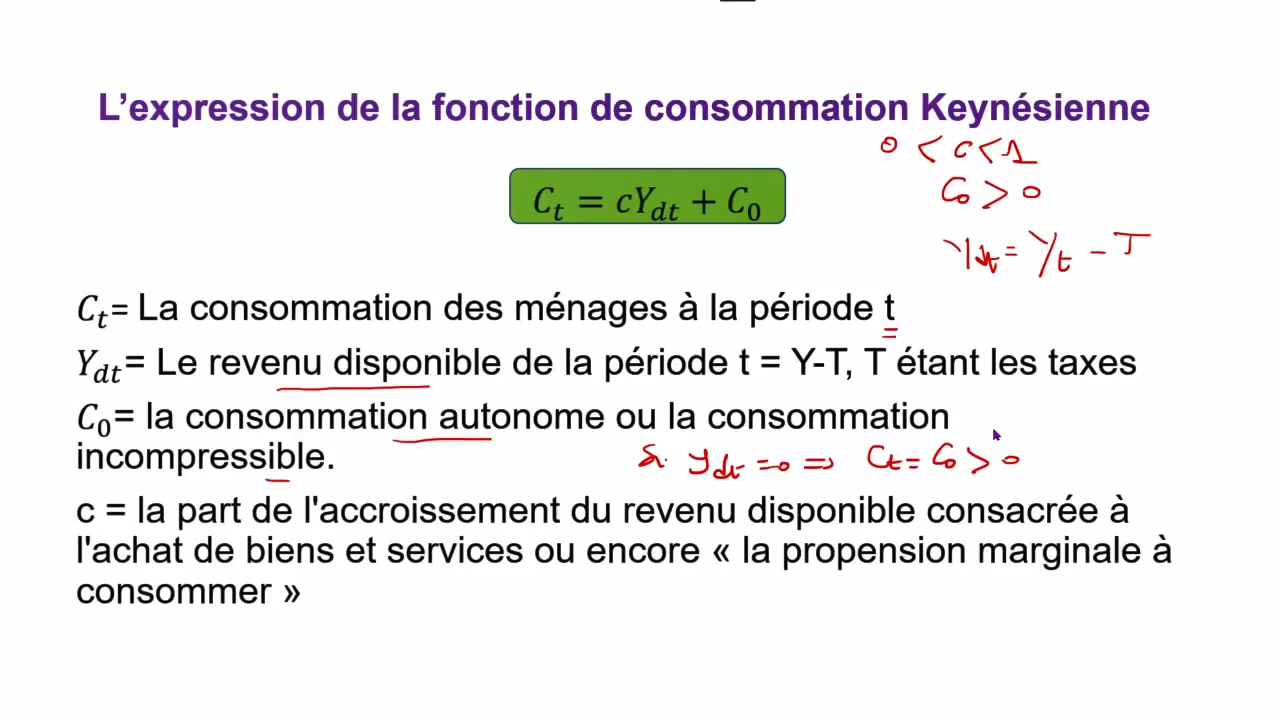 L'expression de la fonction de consommation Keynésienne
0 < c < 1
C₀ > 0
Cₜ = cY_dt + C₀
Y_dt = Yₜ - T
Cₜ= La consommation des ménages à la période t
Y_dt= Le revenu disponible de la période t = Y-T, T étant les taxes
C₀= la consommation autonome ou la consommation
incompressible.
Si Y_dt = 0 ⇒ Cₜ = C₀ > 0
c = la part de l'accroissement du revenu disponible consacrée à
l'achat de biens et services ou encore « la propension marginale à
consommer »